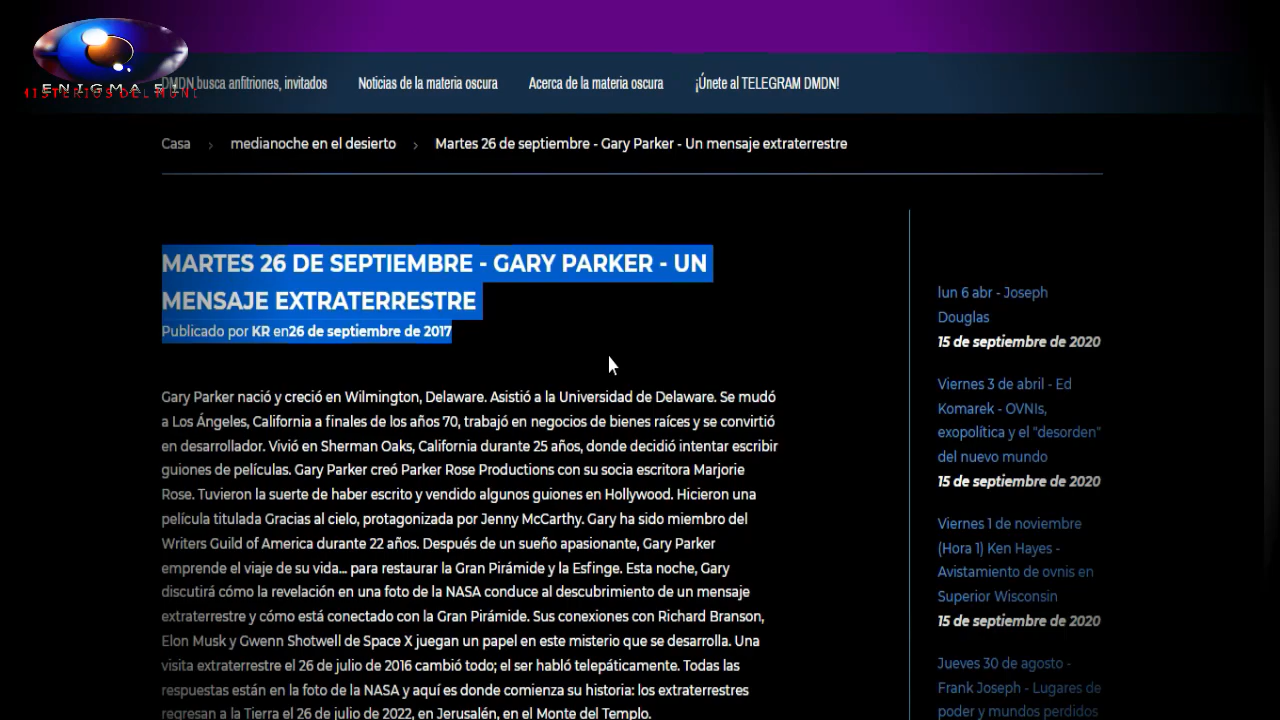 ENIGMA 51
MISTERIOS DEL MUN
DMDN busca anfitriones, invitados
Noticias de la materia oscura
Acerca de la materia oscura
¡Únete al TELEGRAM DMDN!
Casa › medianoche en el desierto › Martes 26 de septiembre - Gary Parker - Un mensaje extraterrestre
MARTES 26 DE SEPTIEMBRE - GARY PARKER - UN
MENSAJE EXTRATERRESTRE
Publicado por KR en26 de septiembre de 2017
Gary Parker nació y creció en Wilmington, Delaware. Asistió a la Universidad de Delaware. Se mudó
a Los Ángeles, California a finales de los años 70, trabajó en negocios de bienes raíces y se convirtió
en desarrollador. Vivió en Sherman Oaks, California durante 25 años, donde decidió intentar escribir
guiones de películas. Gary Parker creó Parker Rose Productions con su socia escritora Marjorie
Rose. Tuvieron la suerte de haber escrito y vendido algunos guiones en Hollywood. Hicieron una
película titulada Gracias al cielo, protagonizada por Jenny McCarthy. Gary ha sido miembro del
Writers Guild of America durante 22 años. Después de un sueño apasionante, Gary Parker
emprende el viaje de su vida... para restaurar la Gran Pirámide y la Esfinge. Esta noche, Gary
discutirá cómo la revelación en una foto de la NASA conduce al descubrimiento de un mensaje
extraterrestre y cómo está conectado con la Gran Pirámide. Sus conexiones con Richard Branson,
Elon Musk y Gwenn Shotwell de Space X juegan un papel en este misterio que se desarrolla. Una
visita extraterrestre el 26 de julio de 2016 cambió todo; el ser habló telepáticamente. Todas las
respuestas están en la foto de la NASA y aquí es donde comienza su historia: los extraterrestres
regresan a la Tierra el 26 de julio de 2022, en Jerusalén, en el Monte del Templo.
lun 6 abr - Joseph
Douglas
15 de septiembre de 2020
Viernes 3 de abril - Ed
Komarek - OVNIs,
exopolítica y el "desorden"
del nuevo mundo
15 de septiembre de 2020
Viernes 1 de noviembre
(Hora 1) Ken Hayes -
Avistamiento de ovnis en
Superior Wisconsin
15 de septiembre de 2020
Jueves 30 de agosto -
Frank Joseph - Lugares de
poder y mundos perdidos